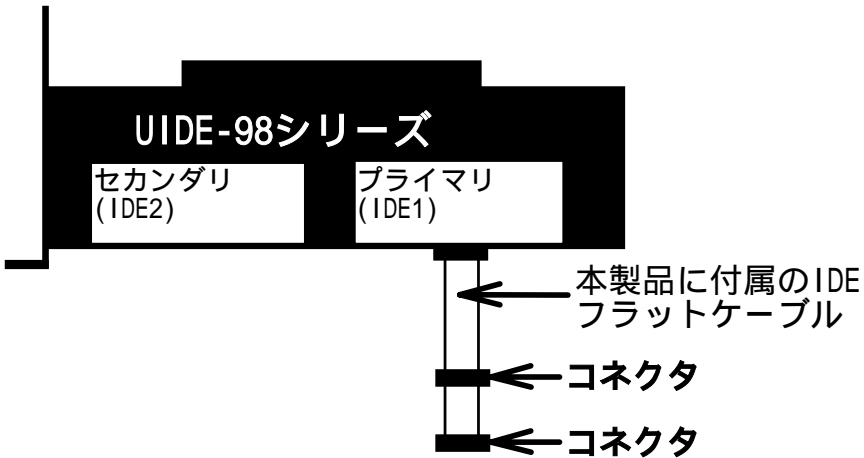 UIDE-98シリーズ
セカンダリ
(IDE2)
プライマリ
(IDE1)
本製品に付属のIDE
フラットケーブル
コネクタ
コネクタ